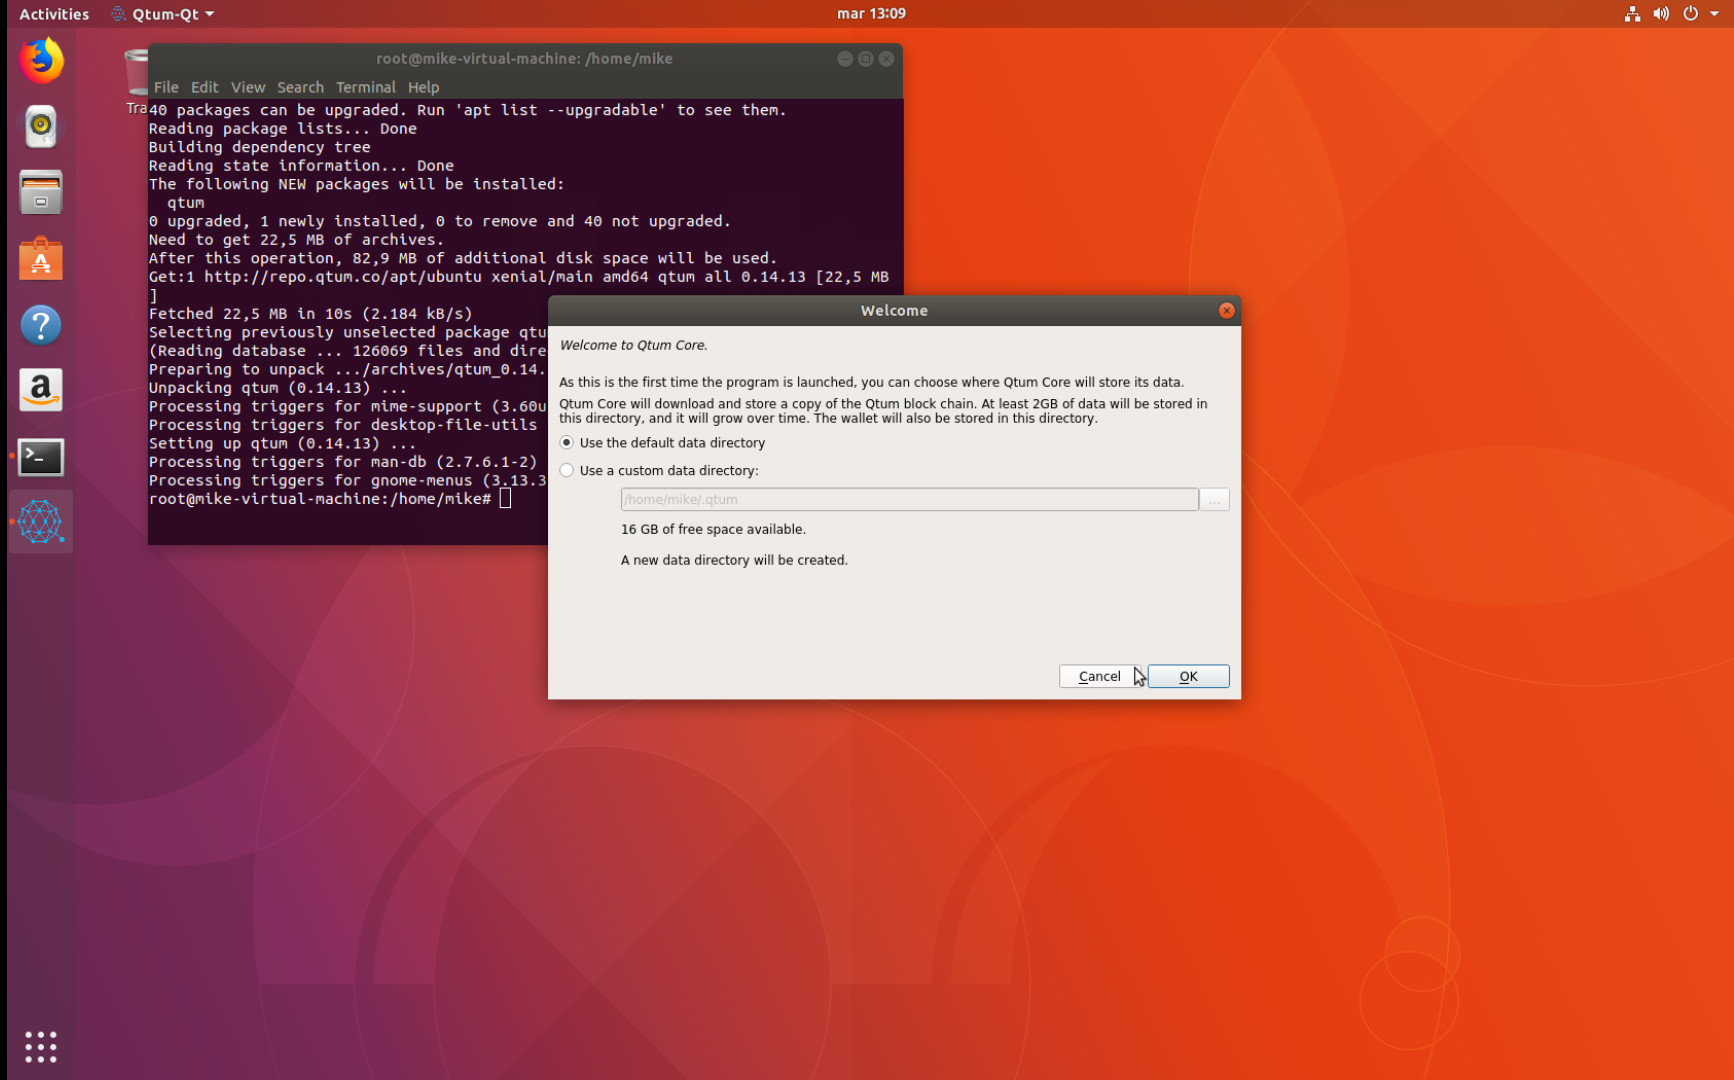 Activities
Qtum-Qt
mar 13:09
root@mike-virtual-machine: /home/mike
File Edit View Search Terminal Help
Tra
40 packages can be upgraded. Run 'apt list --upgradable' to see them.
Reading package lists... Done
Building dependency tree
Reading state information... Done
The following NEW packages will be installed:
qtum
0 upgraded, 1 newly installed, 0 to remove and 40 not upgraded.
Need to get 22,5 MB of archives.
After this operation, 82,9 MB of additional disk space will be used.
Get:1 http://repo.qtum.co/apt/ubuntu xenial/main amd64 qtum all 0.14.13 [22,5 MB
]
Fetched 22,5 MB in 10s (2.184 kB/s)
Selecting previously unselected package qtu
(Reading database ... 126069 files and dire
Preparing to unpack .../archives/qtum_0.14.
Unpacking qtum (0.14.13) ...
Processing triggers for mime-support (3.60u
Processing triggers for desktop-file-utils
Setting up qtum (0.14.13) ...
Processing triggers for man-db (2.7.6.1-2)
Processing triggers for gnome-menus (3.13.3
root@mike-virtual-machine:/home/mike#
Welcome
Welcome to Qtum Core.
As this is the first time the program is launched, you can choose where Qtum Core will store its data.
Qtum Core will download and store a copy of the Qtum block chain. At least 2GB of data will be stored in
this directory, and it will grow over time. The wallet will also be stored in this directory.
Use the default data directory
Use a custom data directory:
/home/mike/.qtum
...
16 GB of free space available.
A new data directory will be created.
Cancel
OK